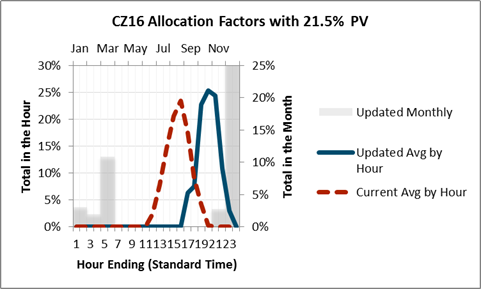 CZ16 Allocation Factors with 21.5% PV
Jan Mar May Jul Sep Nov
30% 25%
25% 20%
20% 15%
15% 10%
10% 5%
5% 0%
0%
Total in the Hour
Total in the Month
1 3 5 7 9 11 13 15 17 19 21 23
Hour Ending (Standard Time)
Updated Monthly
Updated Avg by
Hour
Current Avg by Hour